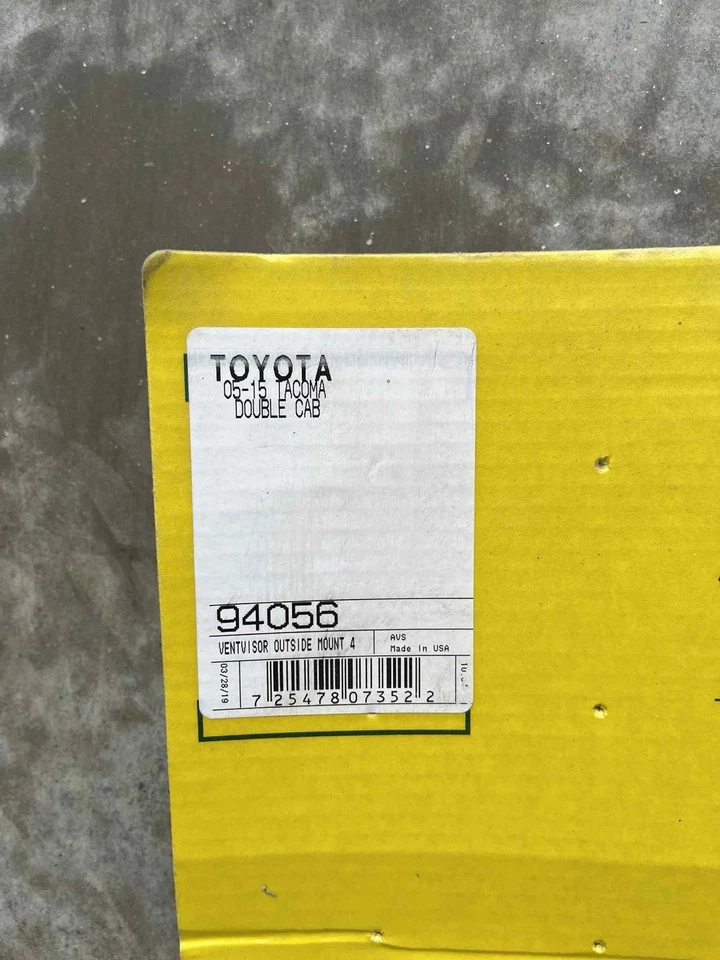 TOYOTA
05-15 TACOMA
DOUBLE CAB
94056
VENTVISOR OUTSIDE MOUNT 4
AVS
Made In USA
03/28/19
7 25478 07352 2